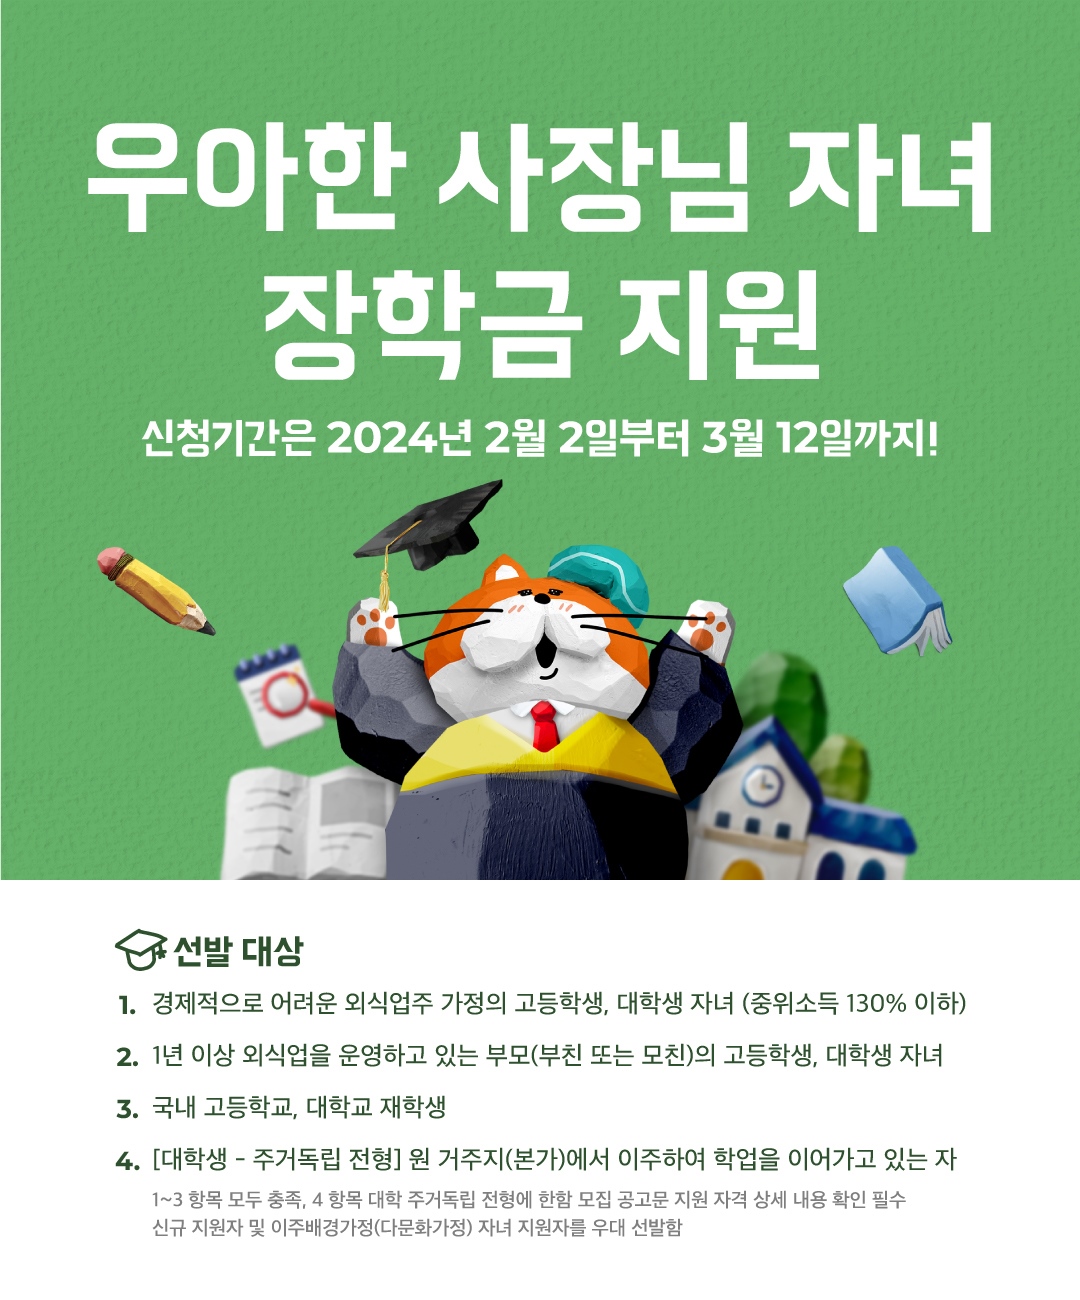 우아한 사장님 자녀
장학금 지원
신청기간은 2024년 2월 2일부터 3월 12일까지!
선발 대상
1. 경제적으로 어려운 외식업주 가정의 고등학생, 대학생 자녀 (중위소득 130% 이하)
2. 1년 이상 외식업을 운영하고 있는 부모(부친 또는 모친)의 고등학생, 대학생 자녀
3. 국내 고등학교, 대학교 재학생
4. [대학생 - 주거독립 전형] 원 거주지(본가)에서 이주하여 학업을 이어가고 있는 자
1~3 항목 모두 충족, 4 항목 대학 주거독립 전형에 한함 모집 공고문 지원 자격 상세 내용 확인 필수
신규 지원자 및 이주배경가정(다문화가정) 자녀 지원자를 우대 선발함